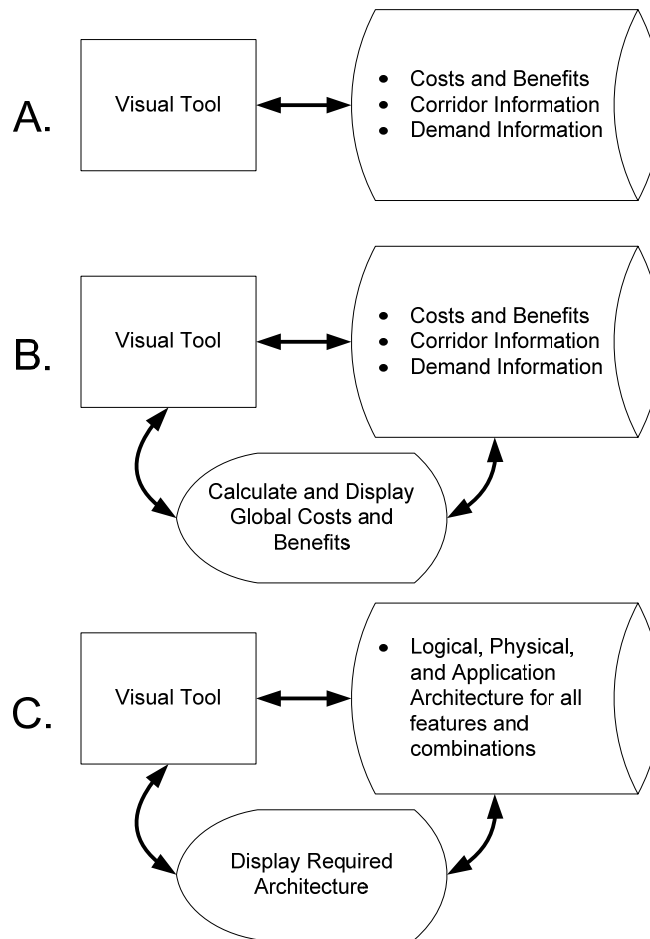 A.
Visual Tool
• Costs and Benefits
• Corridor Information
• Demand Information
B.
Visual Tool
• Costs and Benefits
• Corridor Information
• Demand Information
Calculate and Display
Global Costs and
Benefits
C.
Visual Tool
• Logical, Physical,
and Application
Architecture for all
features and
combinations
Display Required
Architecture